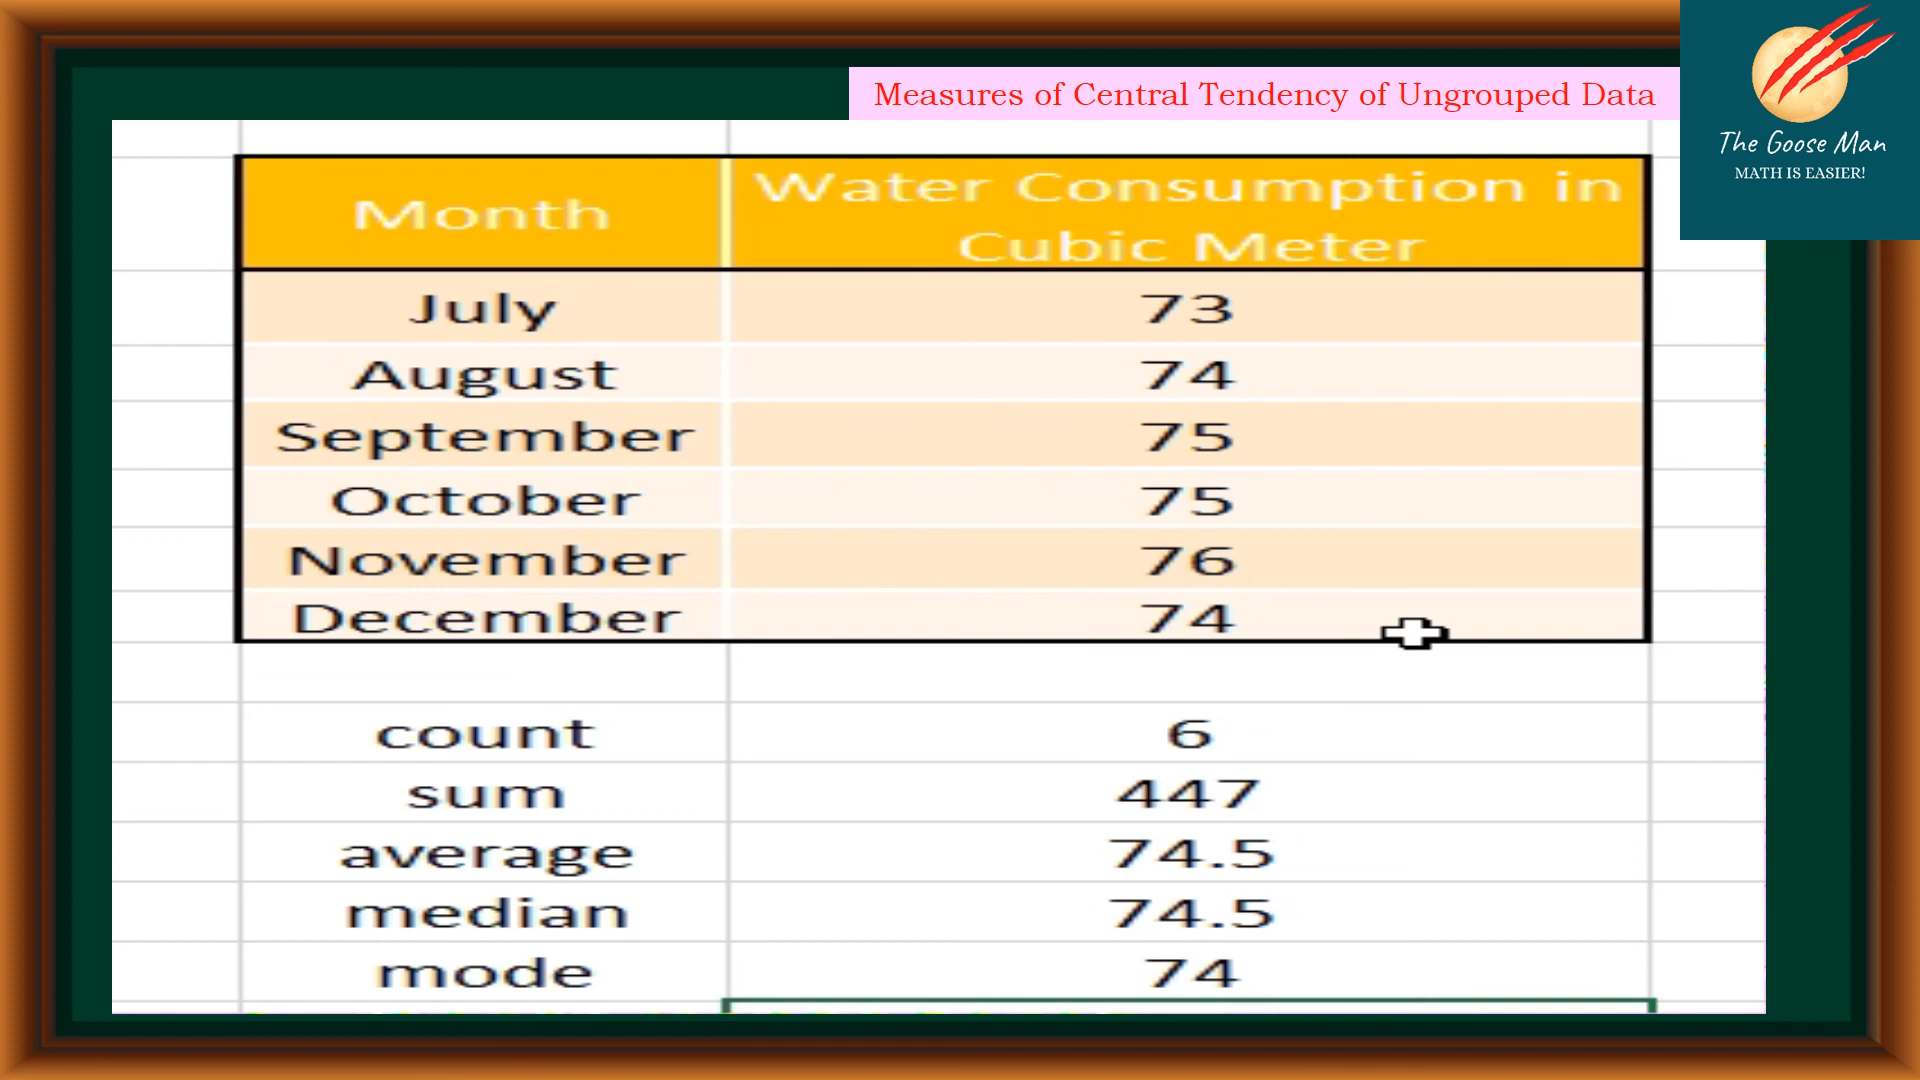 Measures of Central Tendency of Ungrouped Data
The Goose Man
MATH IS EASIER!
Month Water Consumption in
Cubic Meter
July 73
August 74
September 75
October 75
November 76
December 74
count 6
sum 447
average 74.5
median 74.5
mode 74